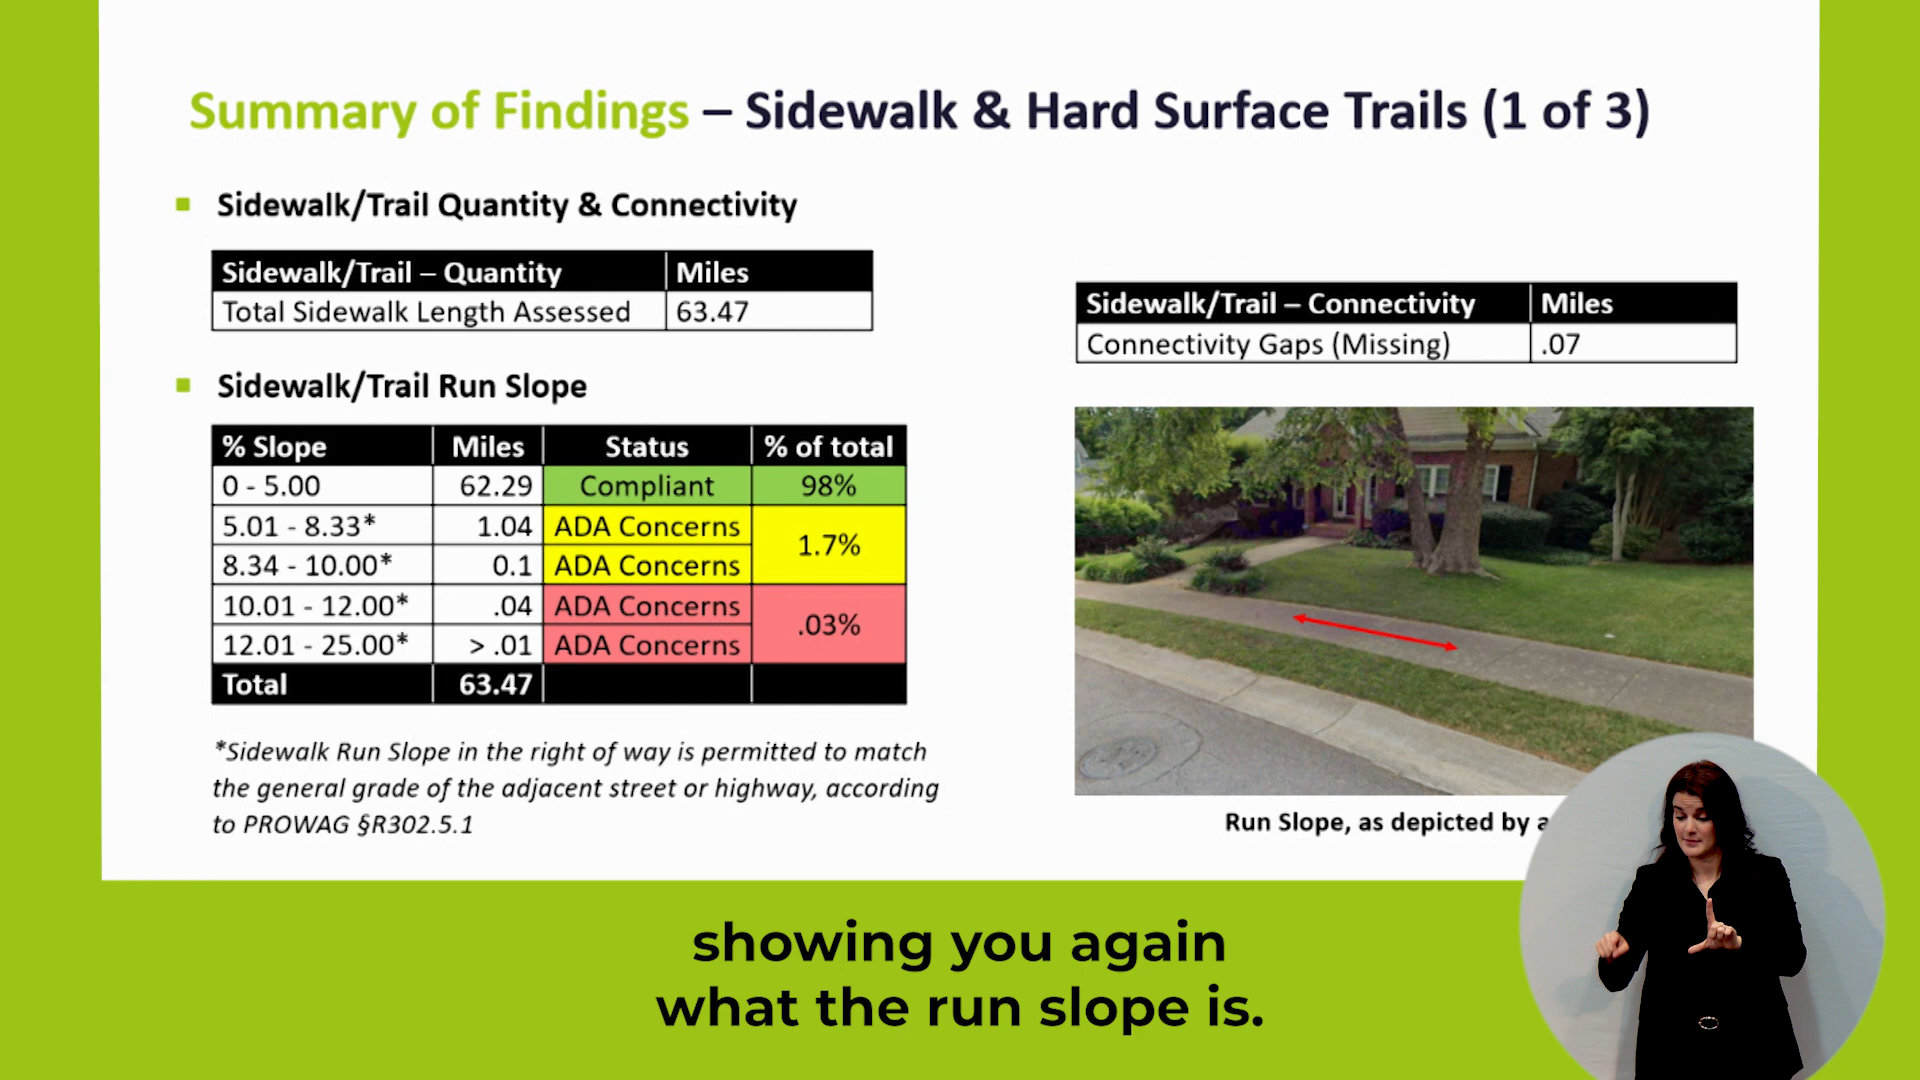 Summary of Findings – Sidewalk & Hard Surface Trails (1 of 3)
Sidewalk/Trail Quantity & Connectivity
Sidewalk/Trail – Quantity Miles
Total Sidewalk Length Assessed 63.47
Sidewalk/Trail – Connectivity Miles
Connectivity Gaps (Missing) .07
Sidewalk/Trail Run Slope
% Slope Miles Status % of total
0 - 5.00 62.29 Compliant 98%
5.01 - 8.33* 1.04 ADA Concerns
1.7%
8.34 - 10.00* 0.1 ADA Concerns
10.01 - 12.00* .04 ADA Concerns
.03%
12.01 - 25.00* > .01 ADA Concerns
Total 63.47
*Sidewalk Run Slope in the right of way is permitted to match
the general grade of the adjacent street or highway, according
to PROWAG §R302.5.1
Run Slope, as depicted by
showing you again
what the run slope is.